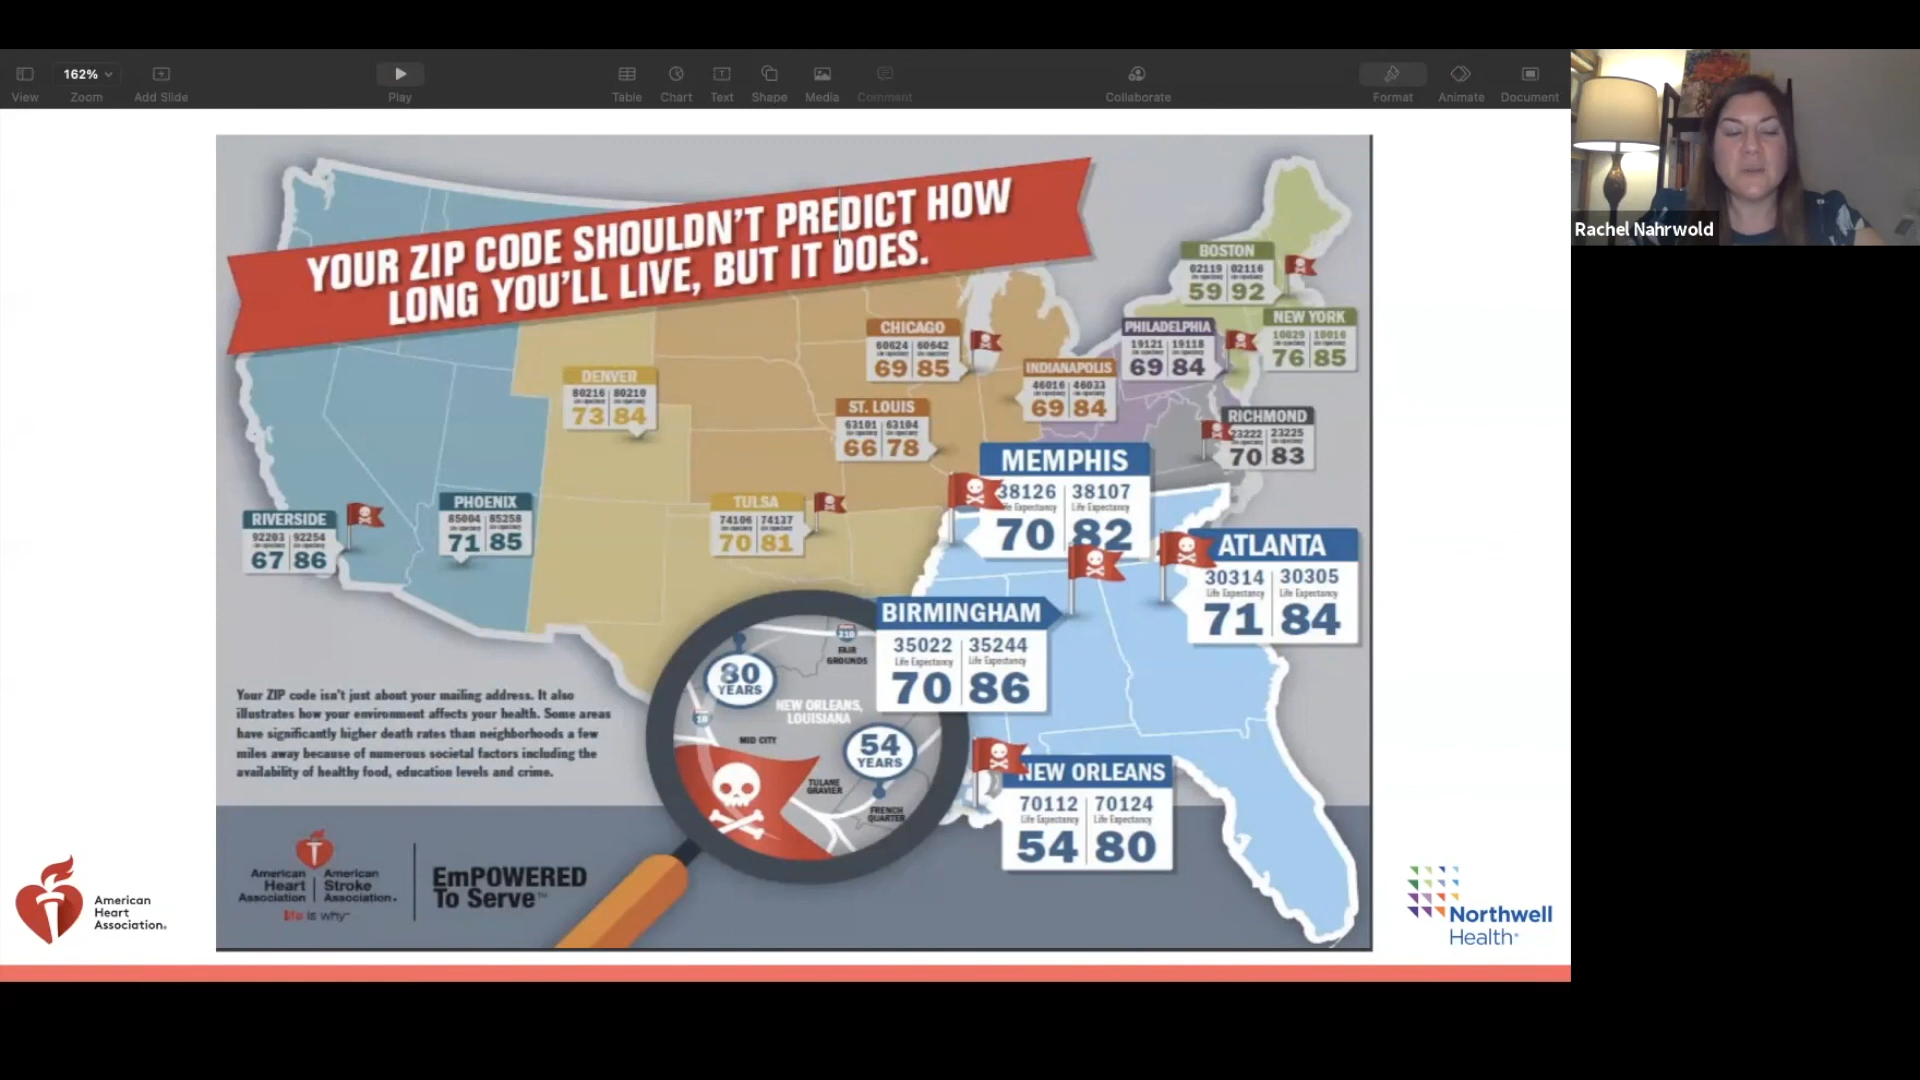 162%
View
Zoom
Add Slide
Play
Table
Chart
Text
Shape
Media
Comment
Collaborate
Format
Animate
Document
Rachel Nahrwold
YOUR ZIP CODE SHOULDN'T PREDICT HOW
LONG YOU'LL LIVE, BUT IT DOES.
BOSTON
02119 02116
59 92
NEW YORK
10029 10016
76 85
PHILADELPHIA
19121 19118
69 84
CHICAGO
60624 60642
69 85
INDIANAPOLIS
46016 46033
69 84
DENVER
80216 80210
73 84
ST. LOUIS
63101 63104
66 78
RICHMOND
23222 23225
70 83
MEMPHIS
38126 38107
Life Expectancy Life Expectancy
70 82
RIVERSIDE
92203 92254
67 86
PHOENIX
85004 85258
71 85
TULSA
74106 74137
70 81
ATLANTA
30314 30305
Life Expectancy Life Expectancy
71 84
BIRMINGHAM
35022 35244
Life Expectancy Life Expectancy
70 86
210
FAIR
GROUNDS
80
YEARS
NEW ORLEANS,
LOUISIANA
10
MID CITY
54
YEARS
TULANE
GRAVIER
FRENCH
QUARTER
NEW ORLEANS
70112 70124
Life Expectancy Life Expectancy
54 80
Your ZIP code isn't just about your mailing address. It also
illustrates how your environment affects your health. Some areas
have significantly higher death rates than neighborhoods a few
miles away because of numerous societal factors including the
availability of healthy food, education levels and crime.
American American
Heart Stroke
Association Association®
life is why™
EmPOWERED
To Serve™
American
Heart
Association®
Northwell
Health®